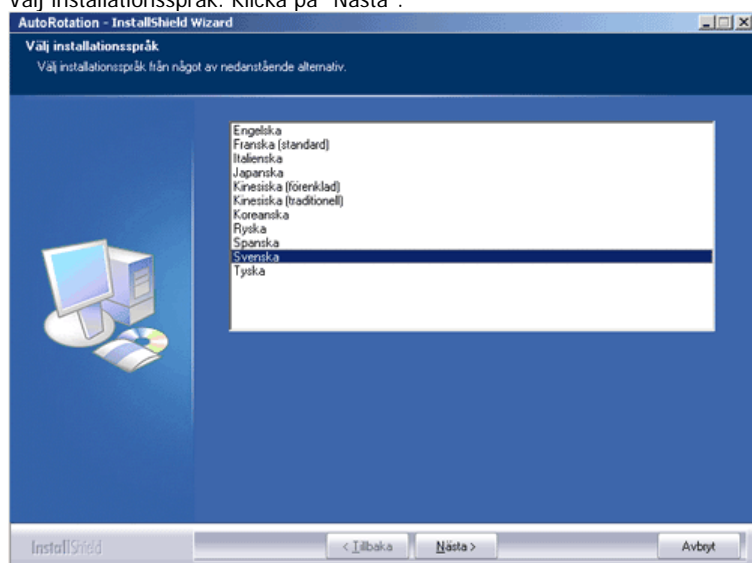 Välj installationsspråk. Klicka på "Nästa".
AutoRotation - InstallShield Wizard
Välj installationsspråk
Välj installationsspråk från något av nedanstående alternativ.
Engelska
Franska (standard)
Italienska
Japanska
Kinesiska (förenklad)
Kinesiska (traditionell)
Koreanska
Ryska
Spanska
Svenska
Tyska
InstallShield
< Tillbaka
Nästa >
Avbryt